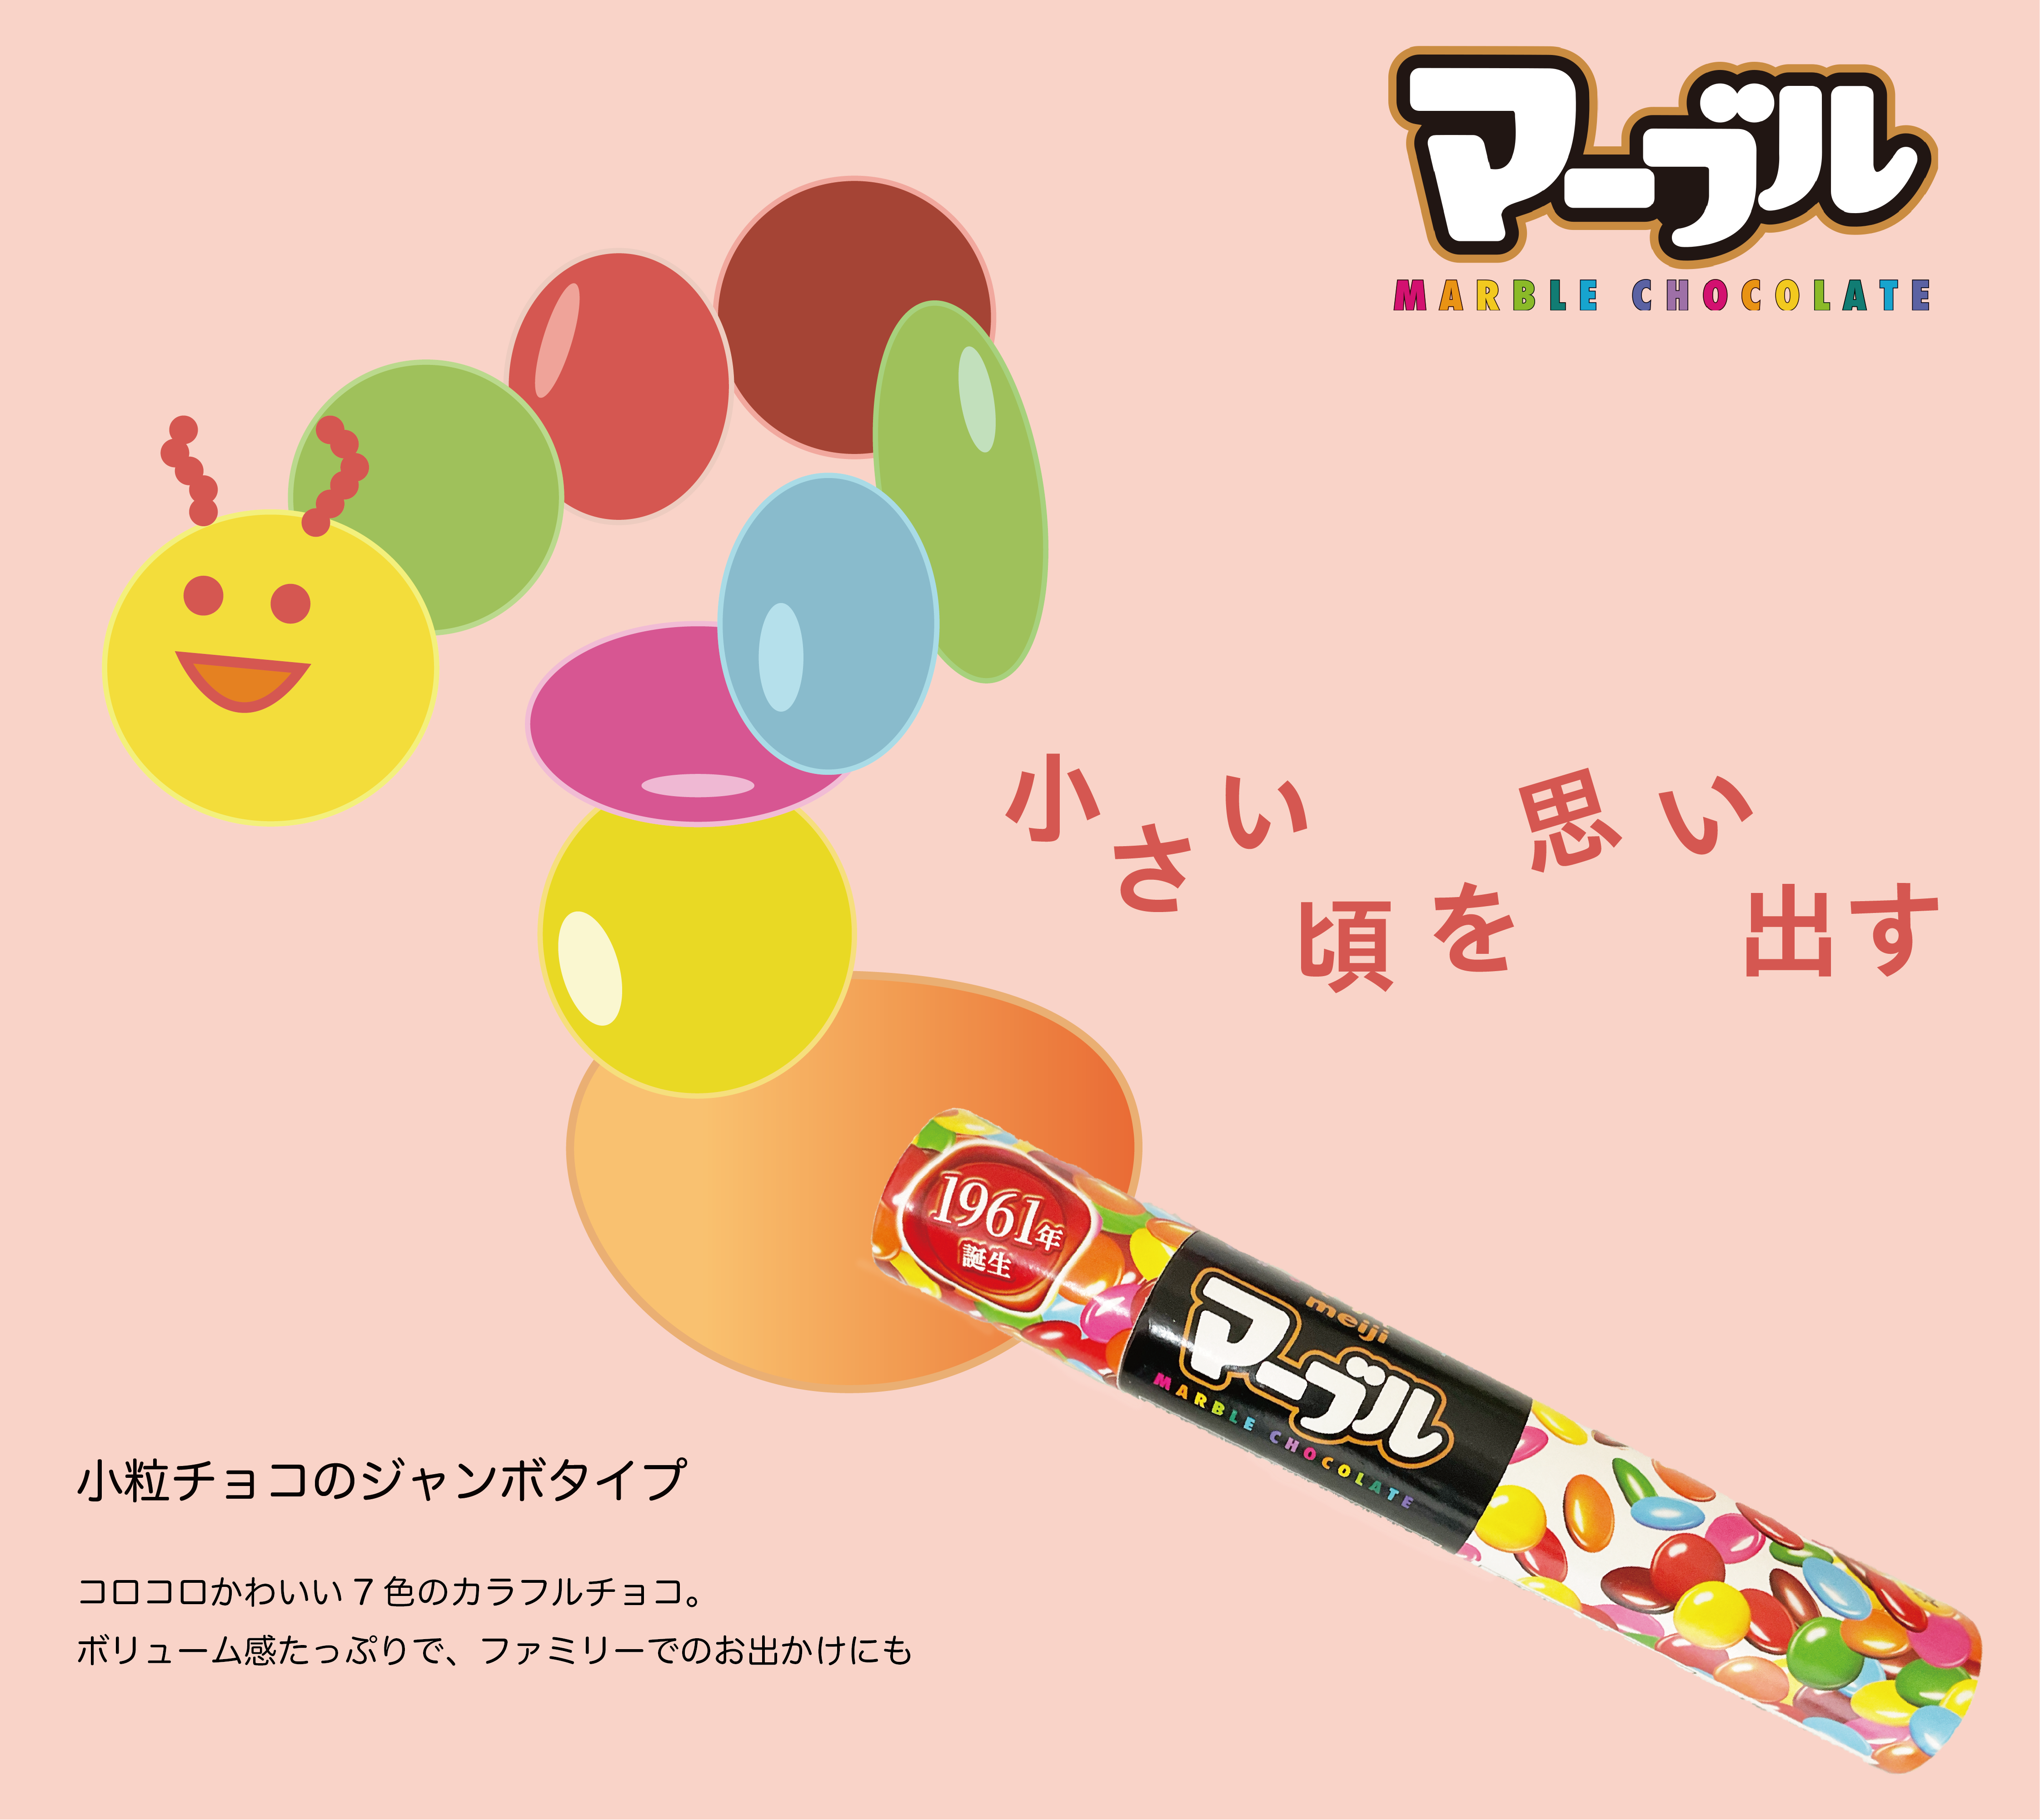 マーブル
MARBLE CHOCOLATE
小さい頃を思い出す
1961年
誕生
meiji
マーブル
MARBLE CHOCOLATE
小粒チョコのジャンボタイプ
コロコロかわいい7色のカラフルチョコ。
ボリューム感たっぷりで、ファミリーでのお出かけにも